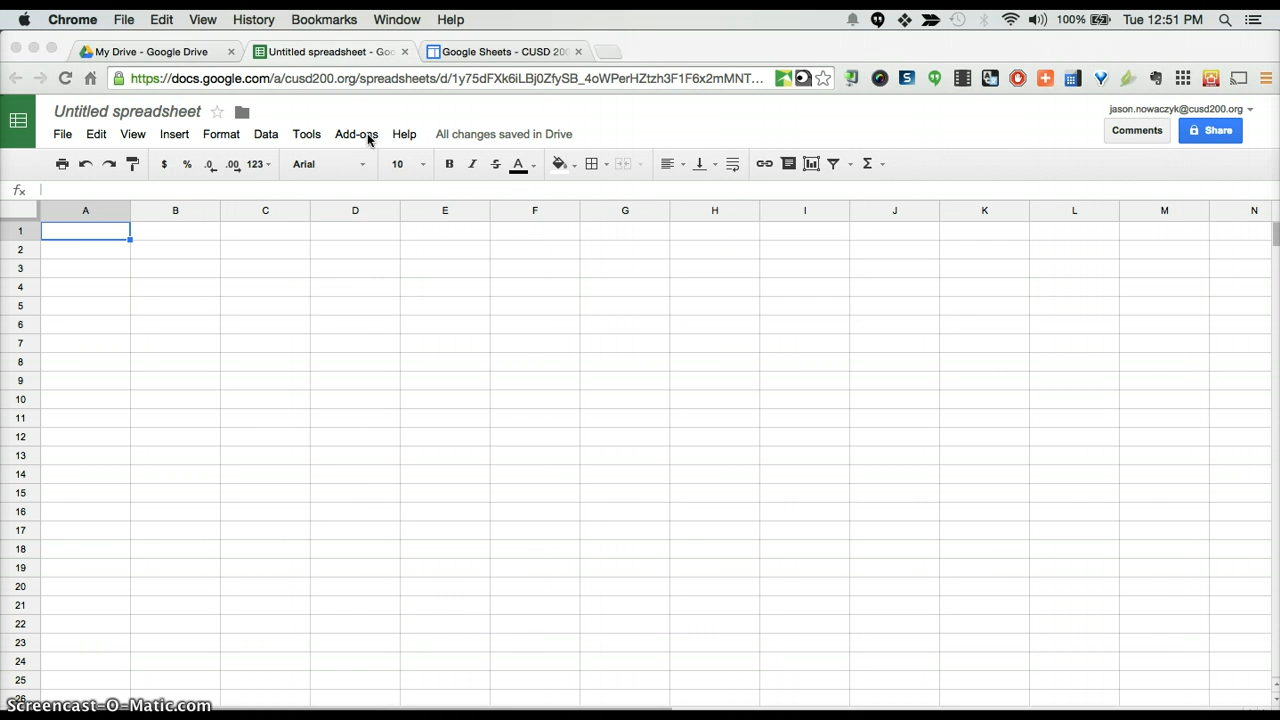 Chrome File Edit View History Bookmarks Window Help 100% Tue 12:51 PM
My Drive - Google Drive Untitled spreadsheet - Goo Google Sheets - CUSD 200
https://docs.google.com/a/cusd200.org/spreadsheets/d/1y75dFXk6iLBj0ZfySB_4oWPerHZtzh3F1F6x2mMNT...
Untitled spreadsheet jason.nowaczyk@cusd200.org
File Edit View Insert Format Data Tools Add-ons Help All changes saved in Drive Comments Share
$ % .0 .00 123 Arial 10 B I S A Σ
fx
A B C D E F G H I J K L M N
1
2
3
4
5
6
7
8
9
10
11
12
13
14
15
16
17
18
19
20
21
22
23
24
25
26
Screencast-O-Matic.com